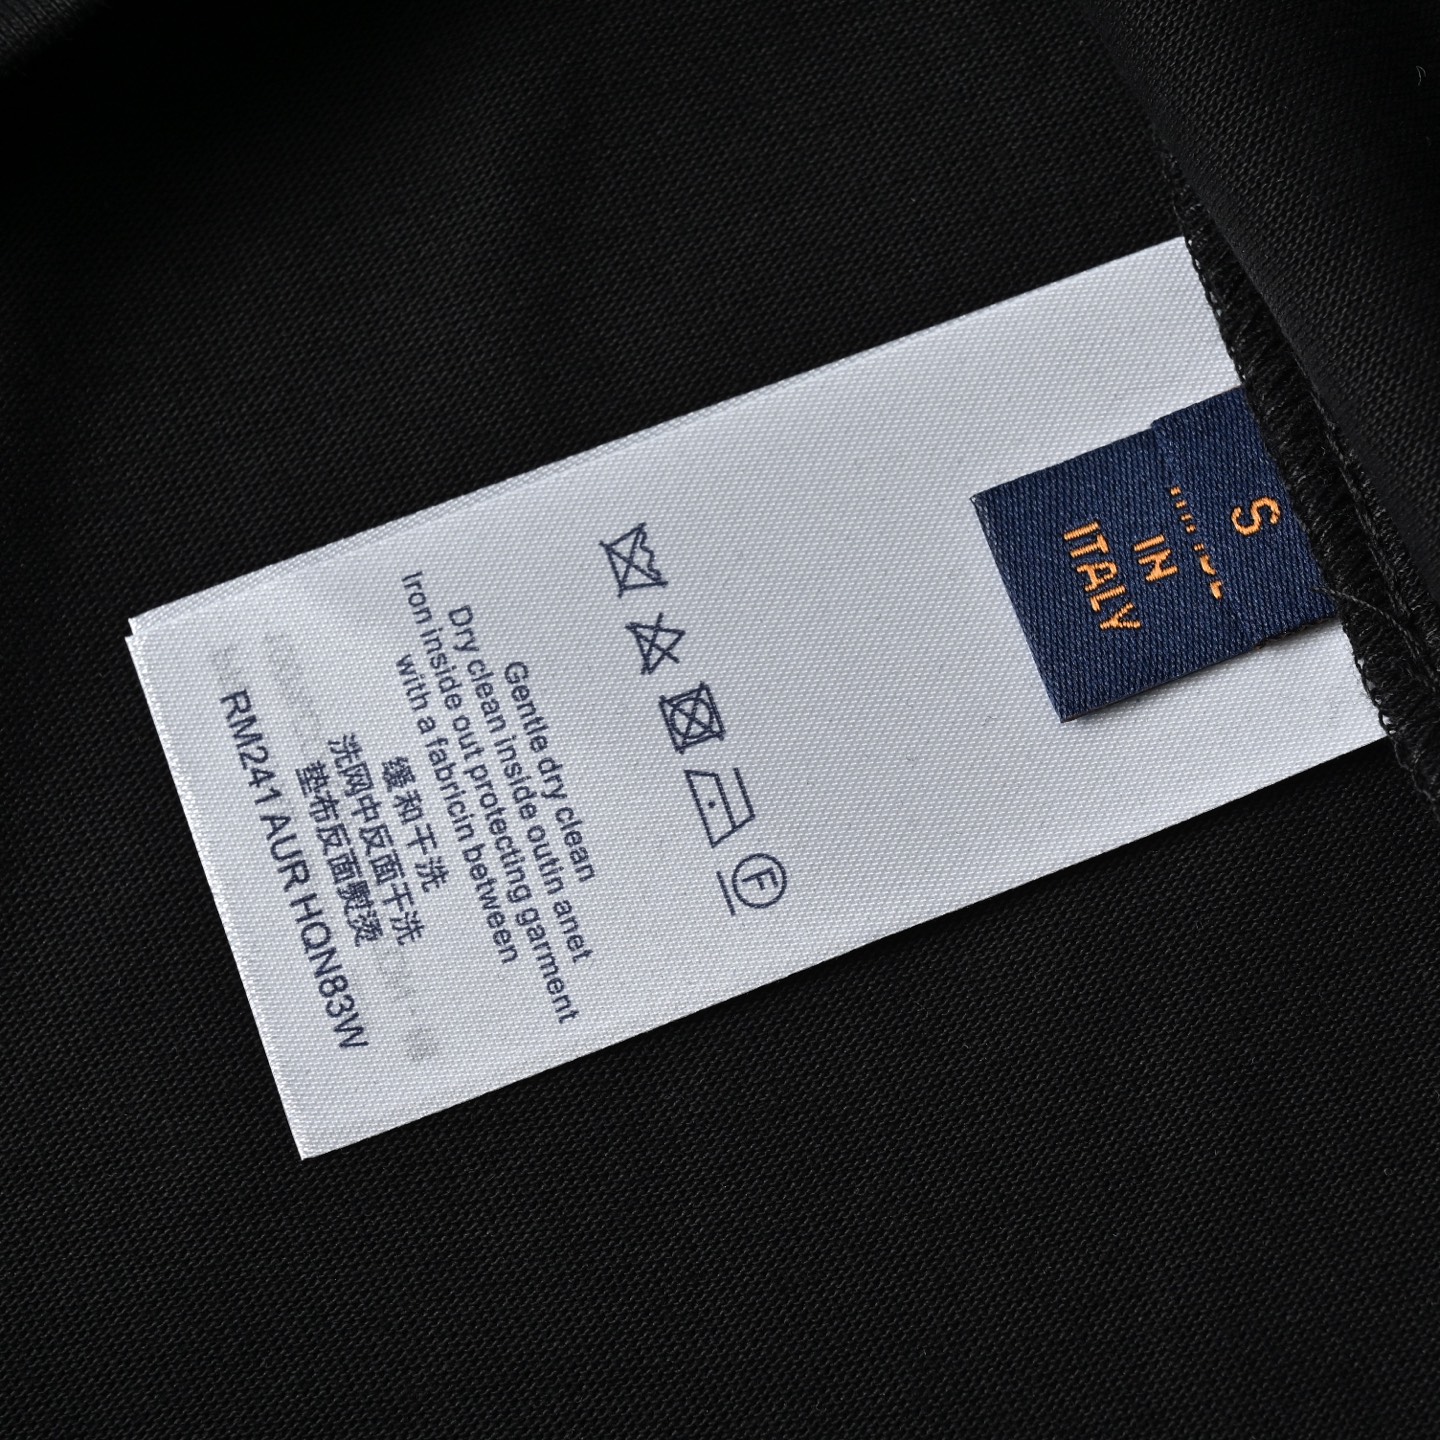 S
IN
ITALY
F
Gentle dry clean
Dry clean inside outin anet
Iron inside out protecting garment
with a fabricin between
缓和干洗
洗网中反面干洗
垫布反面熨烫
RM241 AUR HQN83W